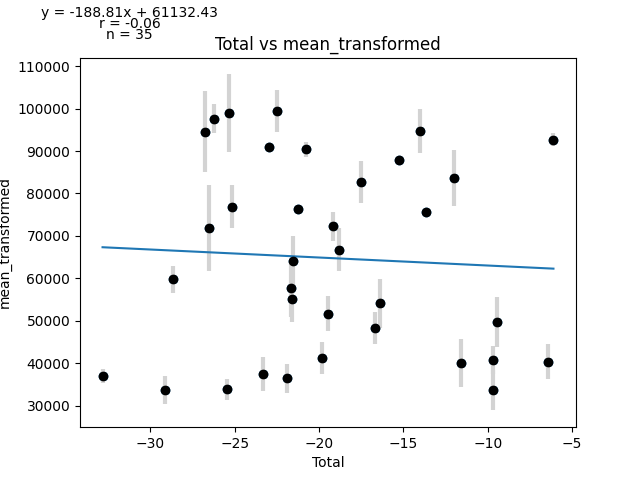 y = -188.81x + 61132.43
r = -0.06
n = 35
Total vs mean_transformed
110000
100000
90000
80000
70000
60000
50000
40000
30000
mean_transformed
−30
−25
−20
−15
−10
−5
Total